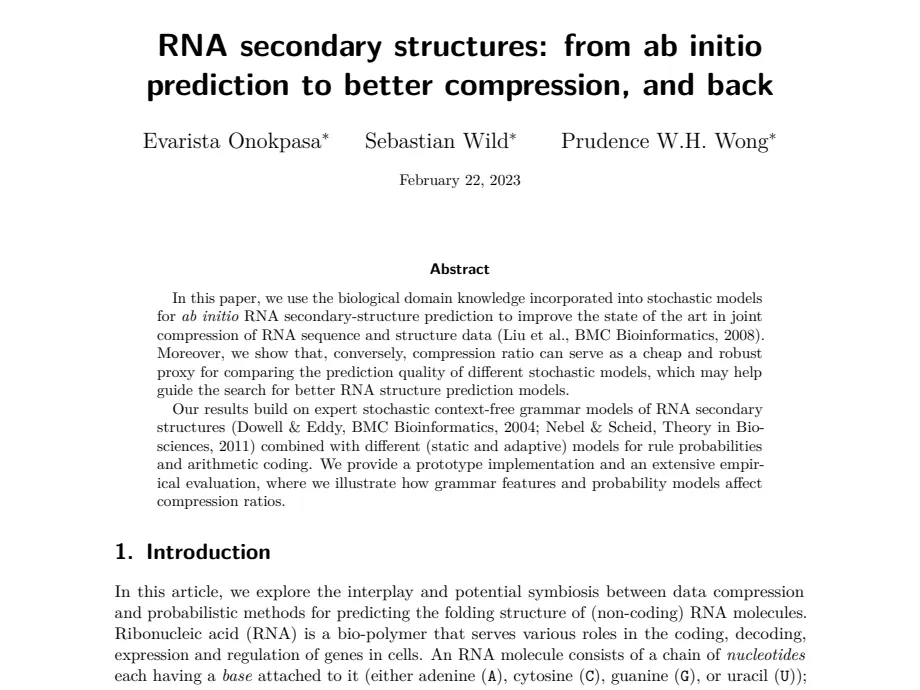 RNA secondary structures: from ab initio
prediction to better compression, and back
Evarista Onokpasa* Sebastian Wild* Prudence W.H. Wong*
February 22, 2023
Abstract
In this paper, we use the biological domain knowledge incorporated into stochastic models
for ab initio RNA secondary-structure prediction to improve the state of the art in joint
compression of RNA sequence and structure data (Liu et al., BMC Bioinformatics, 2008).
Moreover, we show that, conversely, compression ratio can serve as a cheap and robust
proxy for comparing the prediction quality of different stochastic models, which may help
guide the search for better RNA structure prediction models.
Our results build on expert stochastic context-free grammar models of RNA secondary
structures (Dowell & Eddy, BMC Bioinformatics, 2004; Nebel & Scheid, Theory in Bio-
sciences, 2011) combined with different (static and adaptive) models for rule probabilities
and arithmetic coding. We provide a prototype implementation and an extensive empir-
ical evaluation, where we illustrate how grammar features and probability models affect
compression ratios.
1. Introduction
In this article, we explore the interplay and potential symbiosis between data compression
and probabilistic methods for predicting the folding structure of (non-coding) RNA molecules.
Ribonucleic acid (RNA) is a bio-polymer that serves various roles in the coding, decoding,
expression and regulation of genes in cells. An RNA molecule consists of a chain of nucleotides
each having a base attached to it (either adenine (A), cytosine (C), guanine (G), or uracil (U));